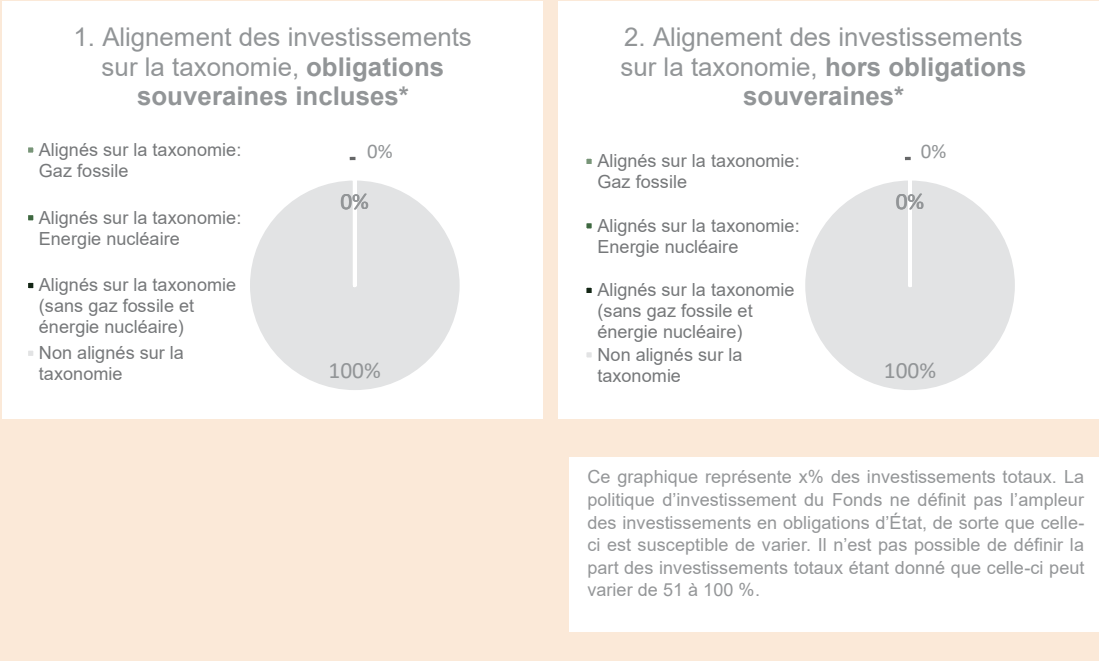 1. Alignement des investissements
sur la taxonomie, obligations
souveraines incluses*
Alignés sur la taxonomie:
Gaz fossile
Alignés sur la taxonomie:
Energie nucléaire
Alignés sur la taxonomie
(sans gaz fossile et
énergie nucléaire)
Non alignés sur la
taxonomie
0%
0%
100%
2. Alignement des investissements
sur la taxonomie, hors obligations
souveraines*
Alignés sur la taxonomie:
Gaz fossile
Alignés sur la taxonomie:
Energie nucléaire
Alignés sur la taxonomie
(sans gaz fossile et
énergie nucléaire)
Non alignés sur la
taxonomie
0%
0%
100%
Ce graphique représente x% des investissements totaux. La
politique d’investissement du Fonds ne définit pas l’ampleur
des investissements en obligations d’État, de sorte que celle-
ci est susceptible de varier. Il n’est pas possible de définir la
part des investissements totaux étant donné que celle-ci peut
varier de 51 à 100 %.